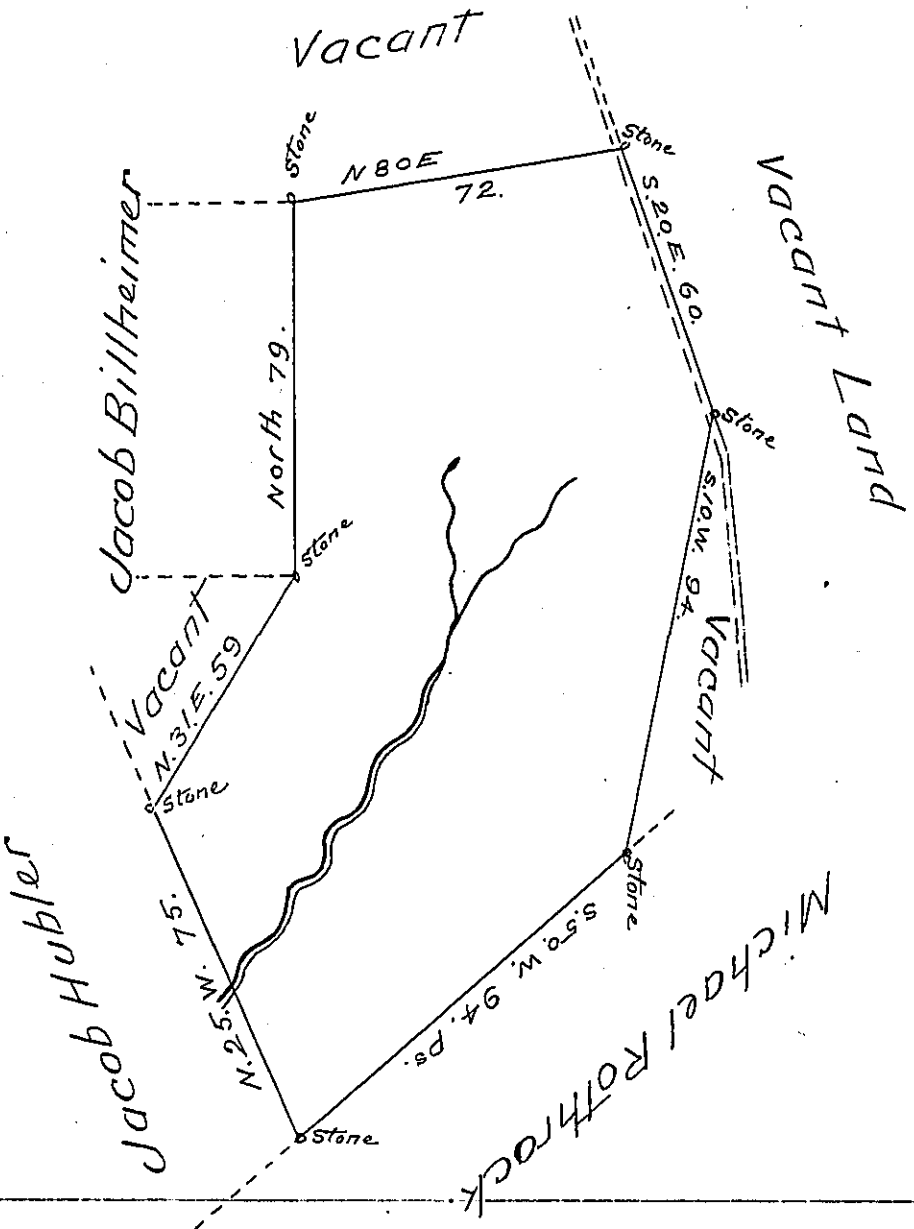 Vacant
Stone
N 80 E
72.
Stone
S. 20. E. 60.
Vacant Land
Stone
Jacob Billheimer
North 79.
Stone
Vacant
N. 31. E. 59
Stone
S. 10. W. 94.
Vacant
Stone
Michael Rothrock
S. 50. W. 94. Ps.
Jacob Hubler
N. 25. W. 75.
Stone